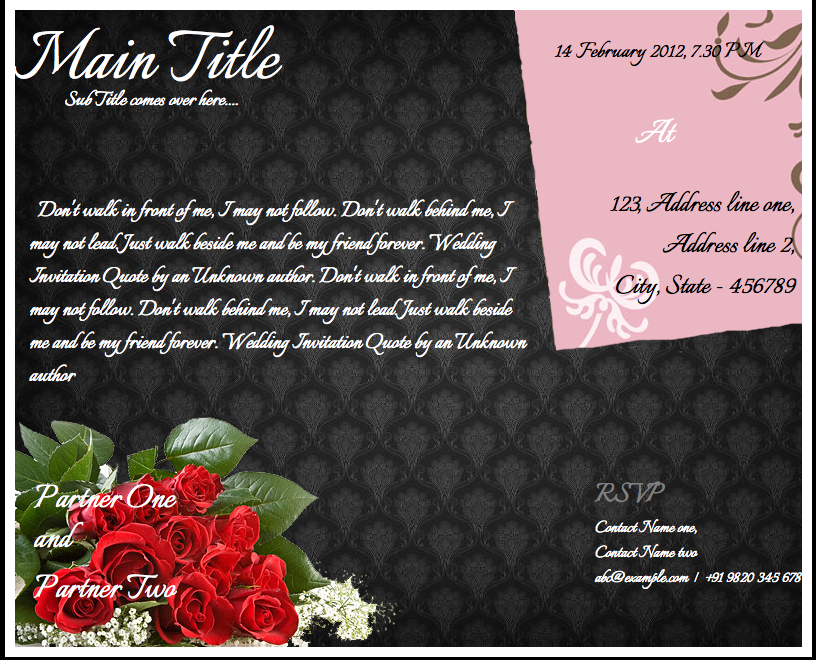 Main Title
Sub Title comes over here....
14 February 2012, 7.30 P.M
At
123, Address line one,
Address line 2,
City, State - 456789
Don't walk in front of me, I may not follow. Don't walk behind me, I
may not lead. Just walk beside me and be my friend forever. Wedding
Invitation Quote by an Unknown author. Don't walk in front of me, I
may not follow. Don't walk behind me, I may not lead. Just walk beside
me and be my friend forever. Wedding Invitation Quote by an Unknown
author
Partner One
and
Partner Two
RSVP
Contact Name one,
Contact Name two
abc@example.com | +91 9820 345 678